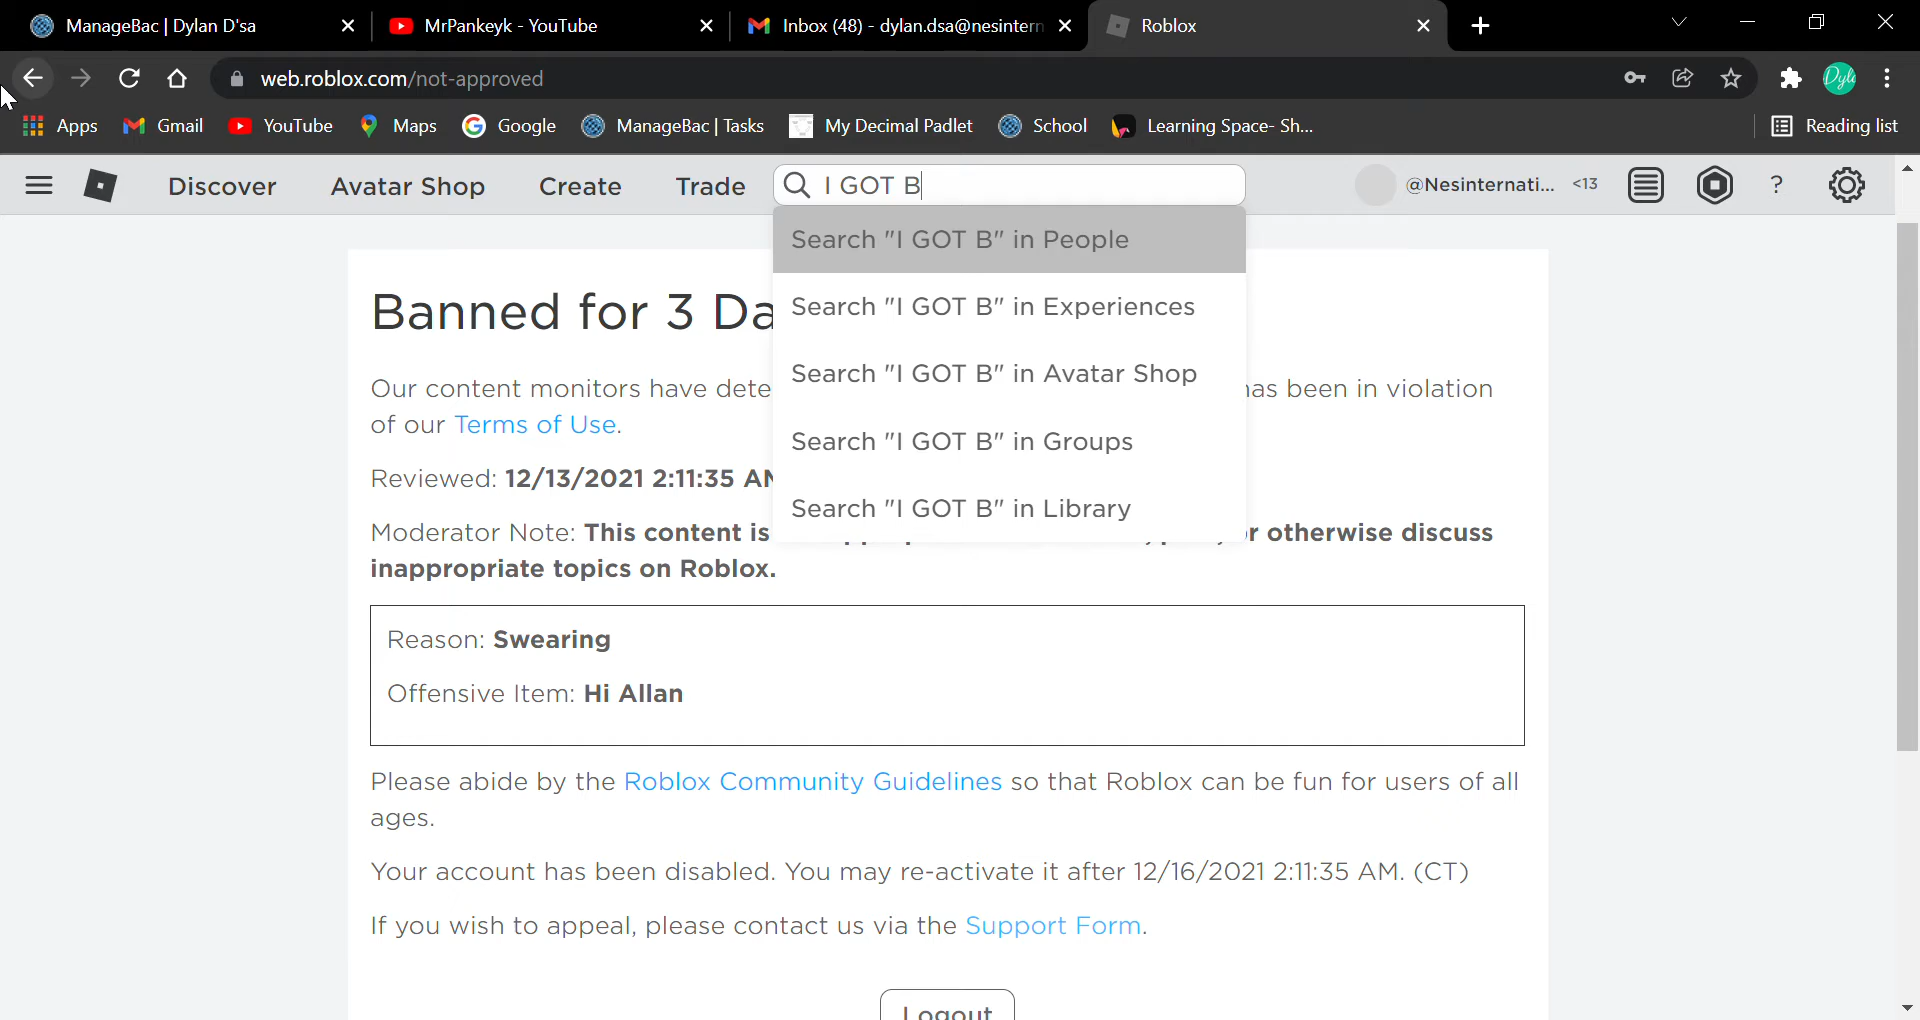 ManageBac | Dylan D'sa
MrPankeyk - YouTube
Inbox (48) - dylan.dsa@nesintern
Roblox
web.roblox.com/not-approved
Dyl
Apps
Gmail
YouTube
Maps
Google
ManageBac | Tasks
My Decimal Padlet
School
Learning Space- Sh...
Reading list
Discover
Avatar Shop
Create
Trade
I GOT B
@Nesinternati...
<13
?
Search "I GOT B" in People
Search "I GOT B" in Experiences
Search "I GOT B" in Avatar Shop
Search "I GOT B" in Groups
Search "I GOT B" in Library
Banned for 3 Da
Our content monitors have dete has been in violation
of our Terms of Use.
Reviewed: 12/13/2021 2:11:35 AM
Moderator Note: This content is or otherwise discuss
inappropriate topics on Roblox.
Reason: Swearing
Offensive Item: Hi Allan
Please abide by the Roblox Community Guidelines so that Roblox can be fun for users of all
ages.
Your account has been disabled. You may re-activate it after 12/16/2021 2:11:35 AM. (CT)
If you wish to appeal, please contact us via the Support Form.
Logout